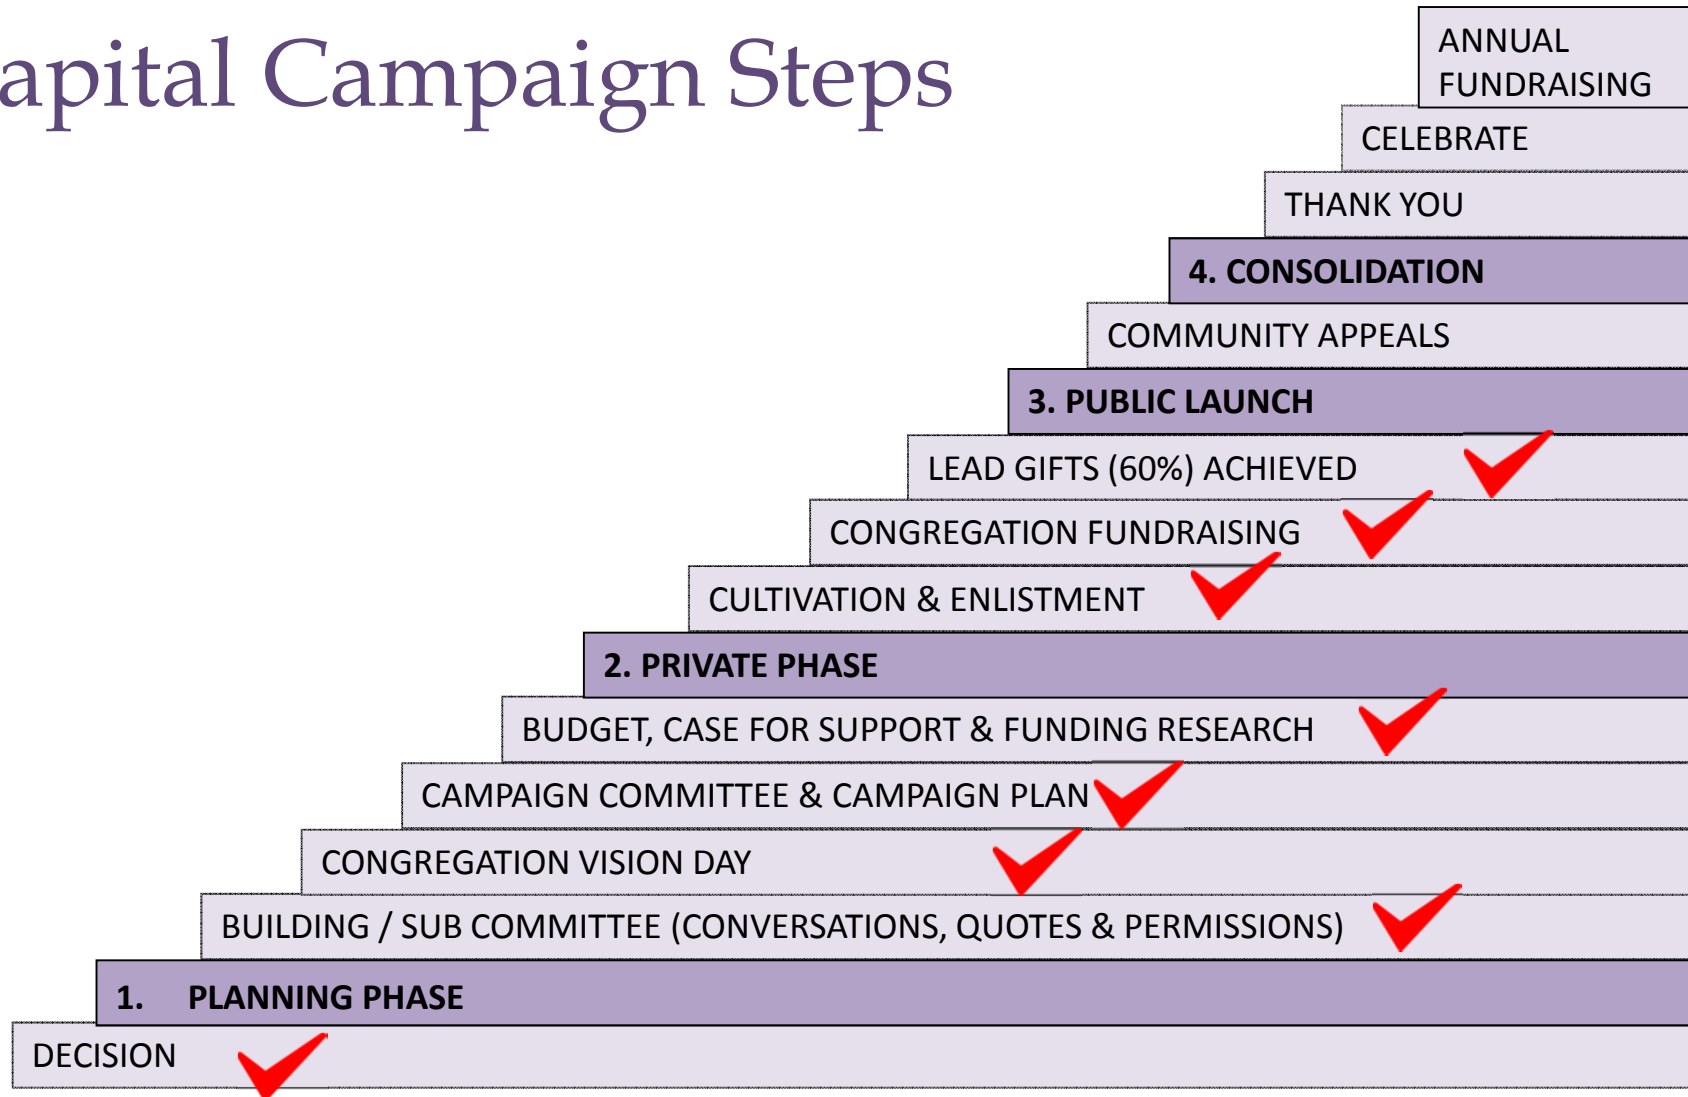 apital Campaign Steps
ANNUAL
FUNDRAISING
CELEBRATE
THANK YOU
4. CONSOLIDATION
COMMUNITY APPEALS
3. PUBLIC LAUNCH
LEAD GIFTS (60%) ACHIEVED
CONGREGATION FUNDRAISING
CULTIVATION & ENLISTMENT
2. PRIVATE PHASE
BUDGET, CASE FOR SUPPORT & FUNDING RESEARCH
CAMPAIGN COMMITTEE & CAMPAIGN PLAN
CONGREGATION VISION DAY
BUILDING / SUB COMMITTEE (CONVERSATIONS, QUOTES & PERMISSIONS)
1. PLANNING PHASE
DECISION